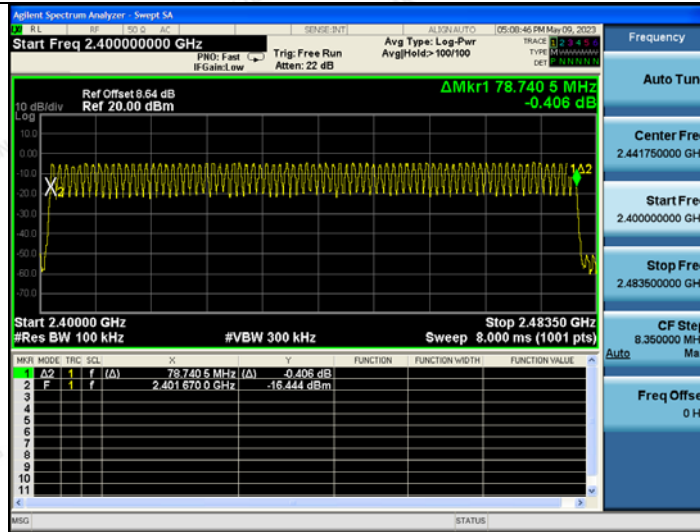 Agilent Spectrum Analyzer - Swept SA
RL RF 50 Ω AC SENSE:INT ALIGN AUTO 05:08:46 PM May 09, 2023
Start Freq 2.400000000 GHz
PNO: Fast
IFGain:Low
Trig: Free Run
Atten: 22 dB
Avg Type: Log-Pwr
Avg|Hold:> 100/100
TRACE 1 2 3 4 5 6
TYPE M
DET P N N N N N
Ref Offset 8.64 dB
10 dB/div Ref 20.00 dBm
Log
ΔMkr1 78.740 5 MHz
-0.406 dB
10.0
0.00
-10.0
-20.0
-30.0
-40.0
-50.0
-60.0
-70.0
2
1Δ2
Start 2.40000 GHz Stop 2.48350 GHz
#Res BW 100 kHz #VBW 300 kHz Sweep 8.000 ms (1001 pts)
MKR MODE TRC SCL X Y FUNCTION FUNCTION WIDTH FUNCTION VALUE
1 Δ2 1 f (Δ) 78.740 5 MHz (Δ) -0.406 dB
2 F 1 f 2.401 670 0 GHz -16.444 dBm
3
4
5
6
7
8
9
10
11
MSG STATUS
Frequency
Auto Tun
Center Fre
2.441750000 GH
Start Fre
2.400000000 GH
Stop Fre
2.483500000 GH
CF Step
8.350000 MH
Auto Ma
Freq Offse
0 H